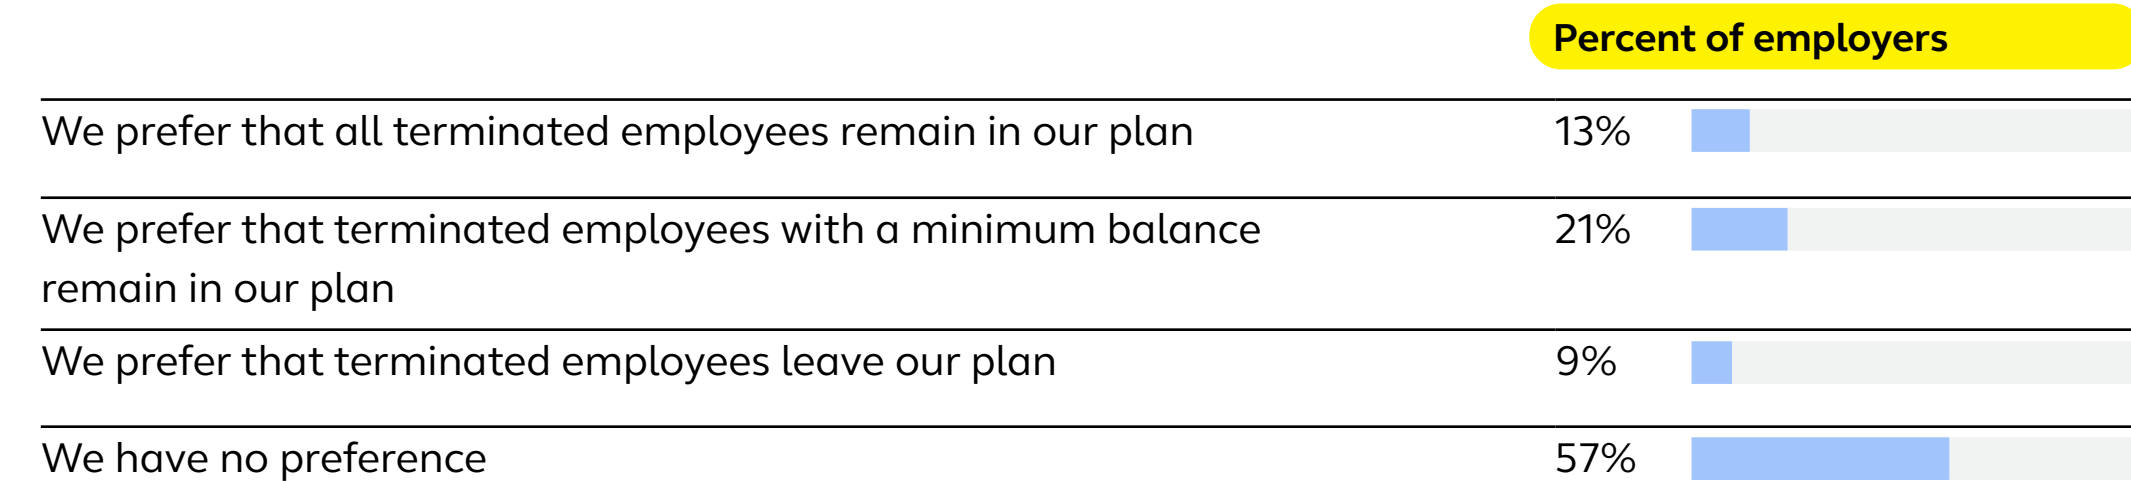 Percent of employers
We prefer that all terminated employees remain in our plan 13%
We prefer that terminated employees with a minimum balance 21%
remain in our plan
We prefer that terminated employees leave our plan 9%
We have no preference 57%